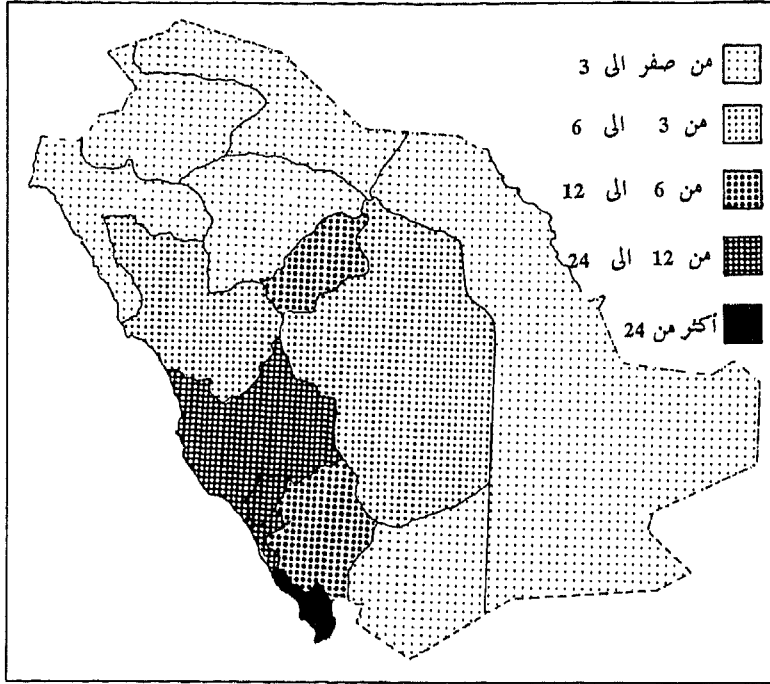 من صفر الى 3
من 3 الى 6
من 6 الى 12
من 12 الى 24
أكثر من 24